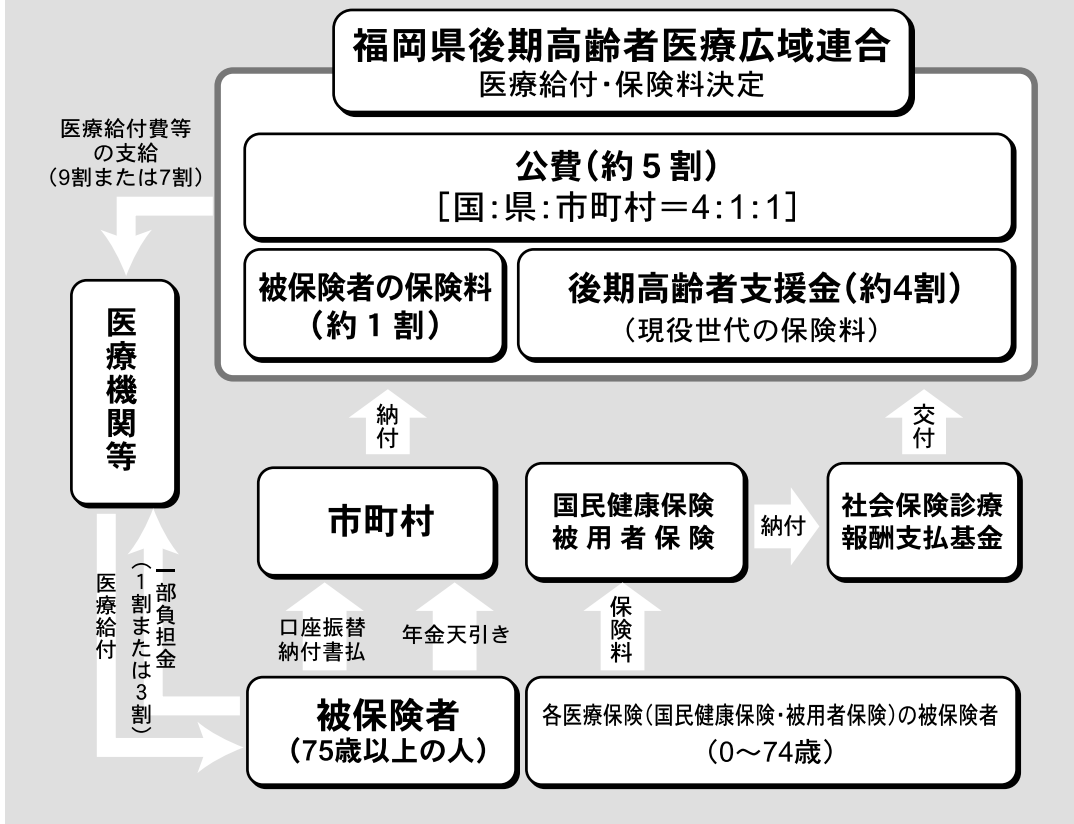 福岡県後期高齢者医療広域連合
医療給付・保険料決定
医療給付費等
の支給
（9割または7割）
公費（約5割）
［国：県：市町村＝4：1：1］
被保険者の保険料
（約1割）
後期高齢者支援金（約4割）
（現役世代の保険料）
医療機関等
納付
交付
市町村
国民健康保険
被用者保険
納付
社会保険診療
報酬支払基金
医療給付
一部負担金
（1割または3割）
口座振替
納付書払
年金天引き
保険料
被保険者
（75歳以上の人）
各医療保険（国民健康保険・被用者保険）の被保険者
（0〜74歳）